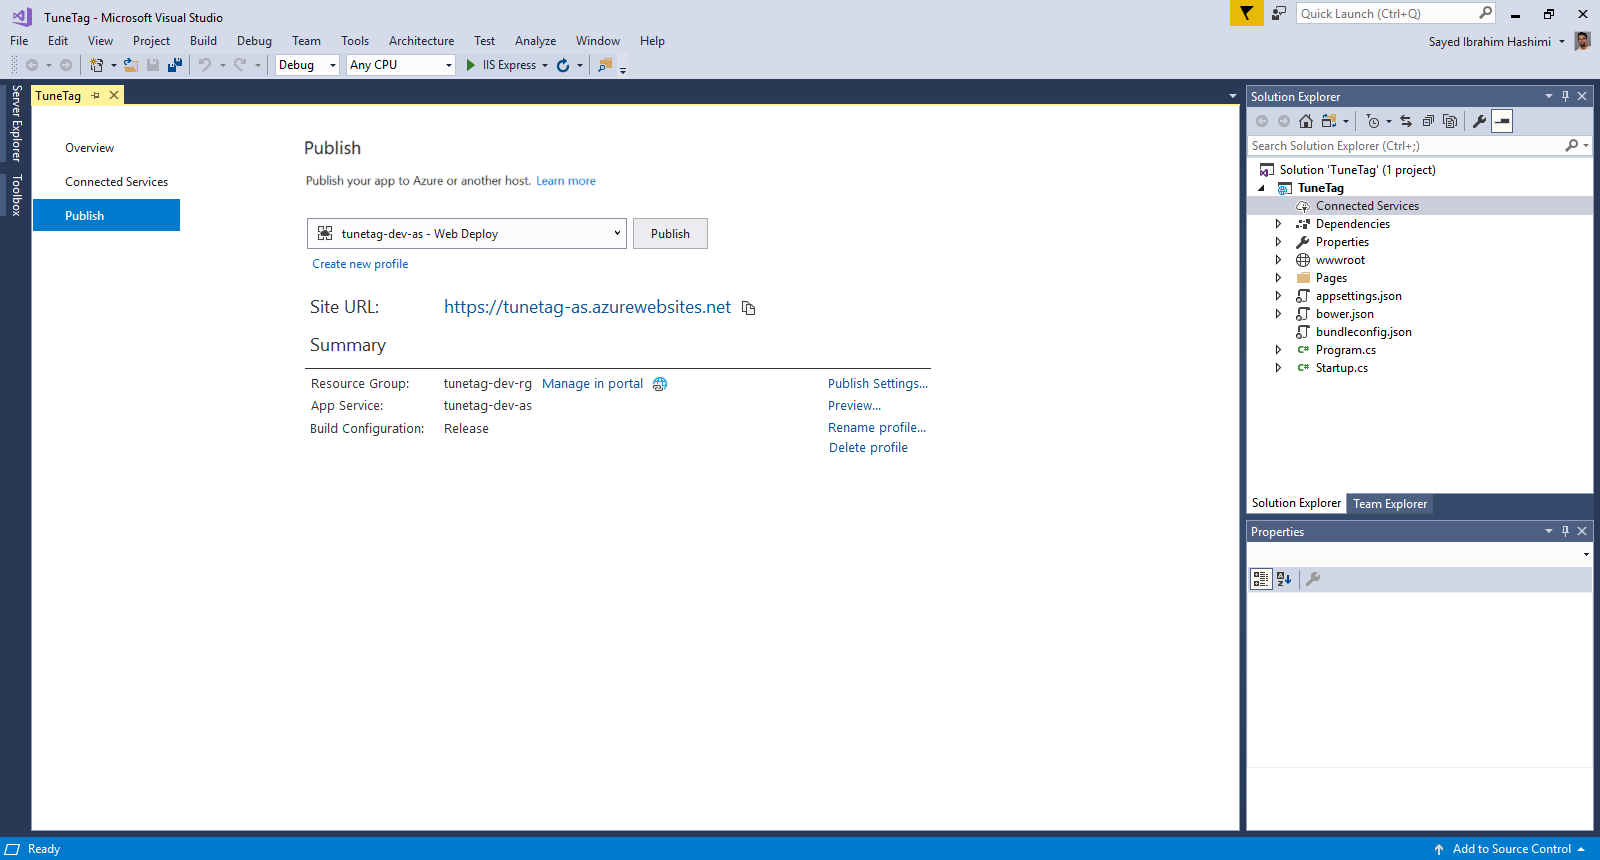 TuneTag - Microsoft Visual Studio
Quick Launch (Ctrl+Q)
File Edit View Project Build Debug Team Tools Architecture Test Analyze Window Help
Sayed Ibrahim Hashimi
Debug Any CPU IIS Express
Server Explorer
Toolbox
TuneTag
Overview
Connected Services
Publish
Publish
Publish your app to Azure or another host. Learn more
tunetag-dev-as - Web Deploy Publish
Create new profile
Site URL: https://tunetag-as.azurewebsites.net
Summary
Resource Group: tunetag-dev-rg Manage in portal Publish Settings...
App Service: tunetag-dev-as Preview...
Build Configuration: Release Rename profile...
Delete profile
Solution Explorer
Search Solution Explorer (Ctrl+;)
Solution 'TuneTag' (1 project)
TuneTag
Connected Services
Dependencies
Properties
wwwroot
Pages
appsettings.json
bower.json
bundleconfig.json
C# Program.cs
C# Startup.cs
Solution Explorer Team Explorer
Properties
Ready
Add to Source Control